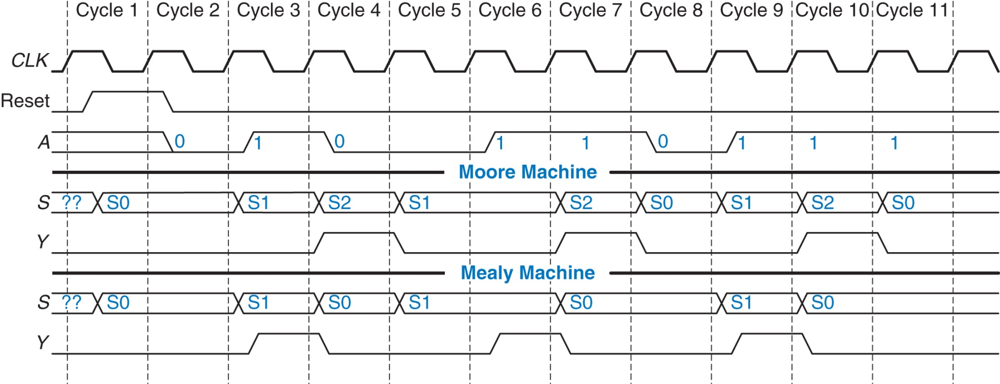 Cycle 1 Cycle 2 Cycle 3 Cycle 4 Cycle 5 Cycle 6 Cycle 7 Cycle 8 Cycle 9 Cycle 10 Cycle 11
CLK
Reset
A 0 1 0 1 1 0 1 1 1
Moore Machine
S ?? S0 S1 S2 S1 S2 S0 S1 S2 S0
Y
Mealy Machine
S ?? S0 S1 S0 S1 S0 S1 S0
Y